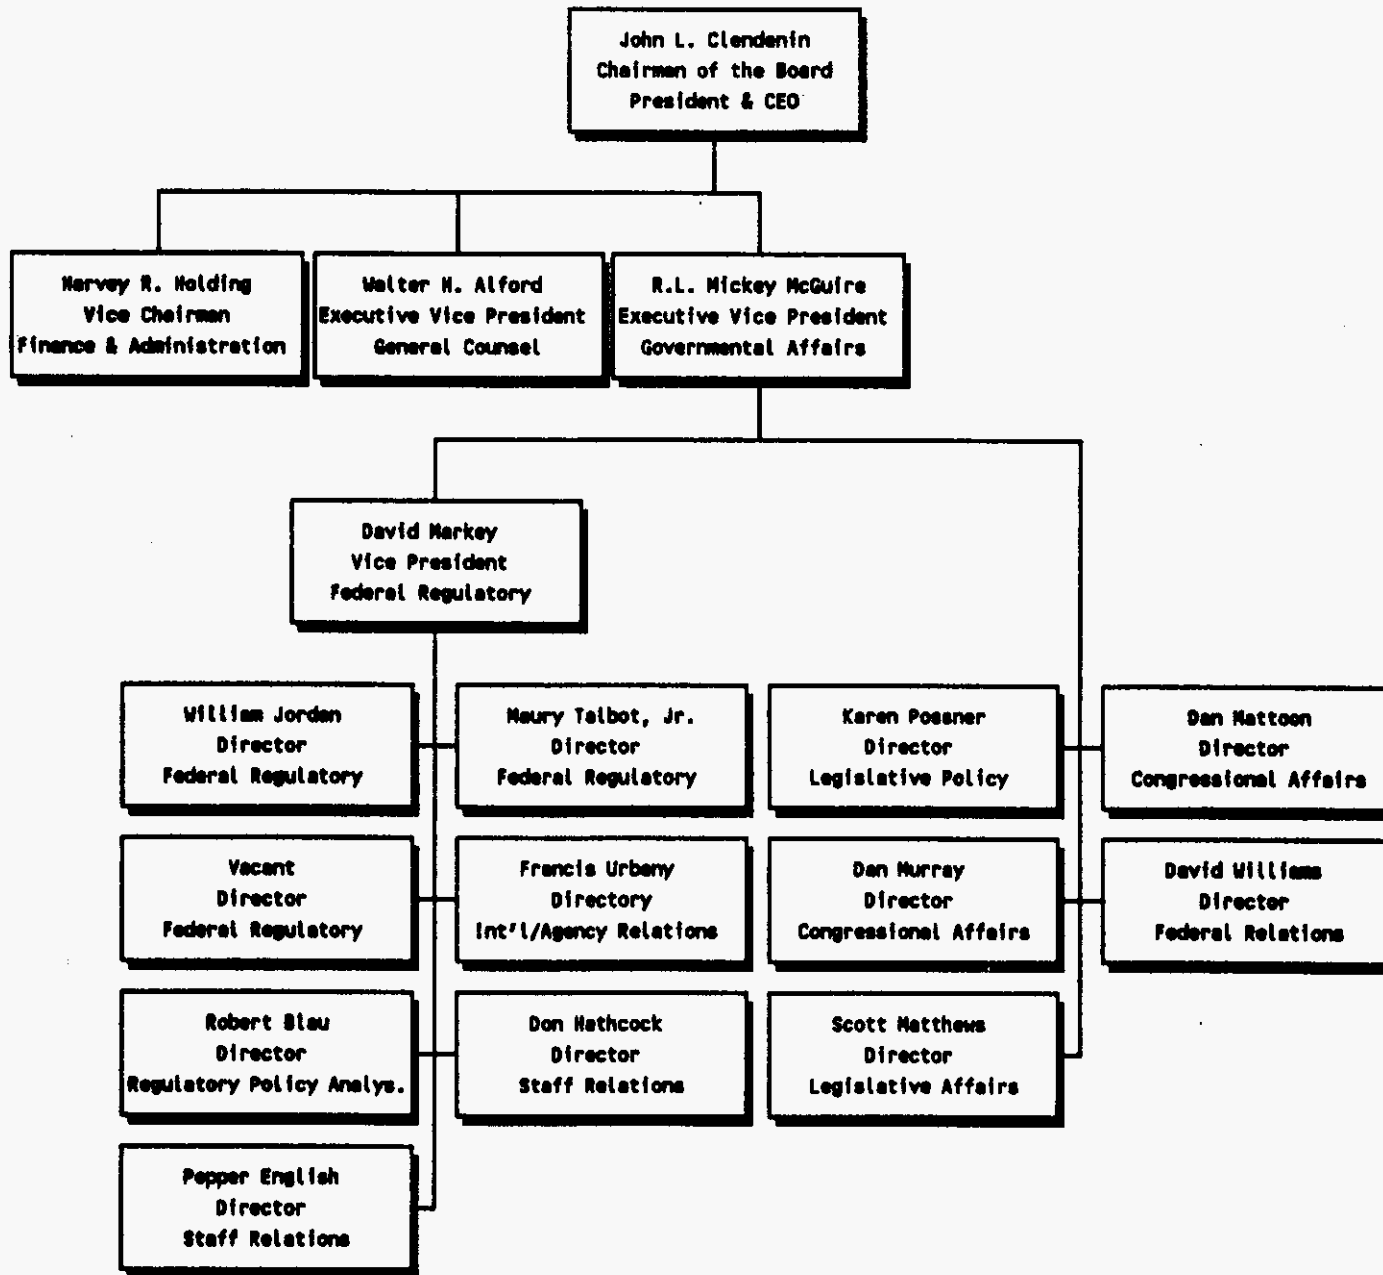 John L. Clendenin
Chairman of the Board
President & CEO
Harvey R. Holding
Vice Chairman
Finance & Administration
Walter H. Alford
Executive Vice President
General Counsel
R.L. Mickey McGuire
Executive Vice President
Governmental Affairs
David Markey
Vice President
Federal Regulatory
William Jordan
Director
Federal Regulatory
Maury Talbot, Jr.
Director
Federal Regulatory
Karen Possner
Director
Legislative Policy
Dan Mattoon
Director
Congressional Affairs
Vacant
Director
Federal Regulatory
Francis Urbany
Directory
Int'l/Agency Relations
Dan Murray
Director
Congressional Affairs
David Williams
Director
Federal Relations
Robert Blau
Director
Regulatory Policy Analys.
Don Hathcock
Director
Staff Relations
Scott Matthews
Director
Legislative Affairs
Pepper English
Director
Staff Relations